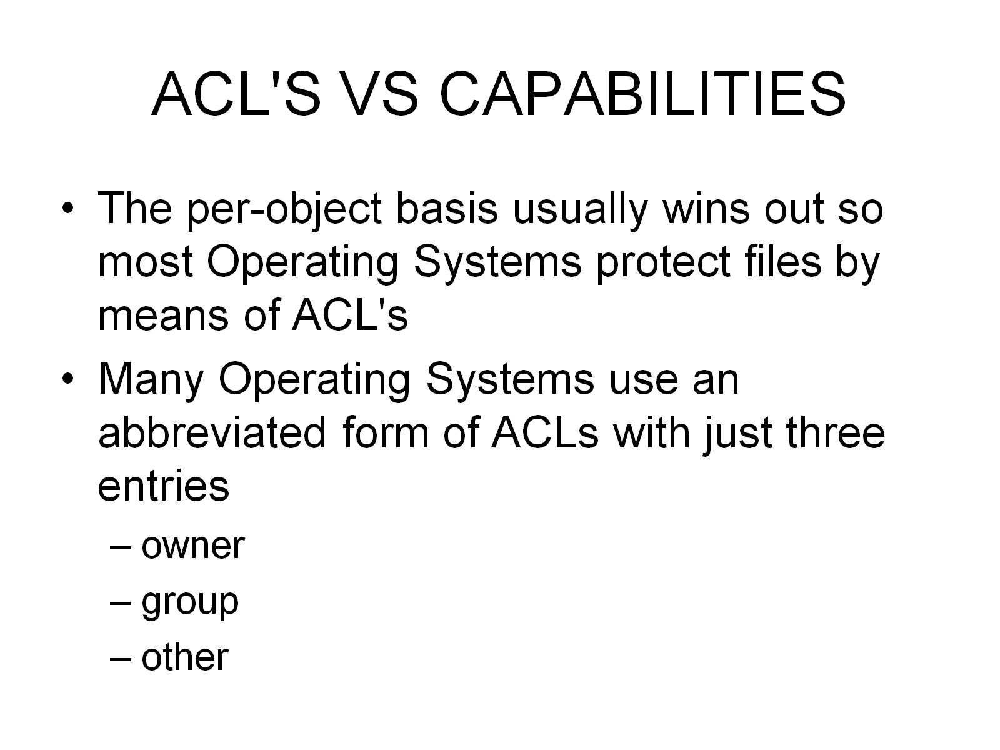 ACL'S VS CAPABILITIES
• The per-object basis usually wins out so
most Operating Systems protect files by
means of ACL's
• Many Operating Systems use an
abbreviated form of ACLs with just three
entries
– owner
– group
– other